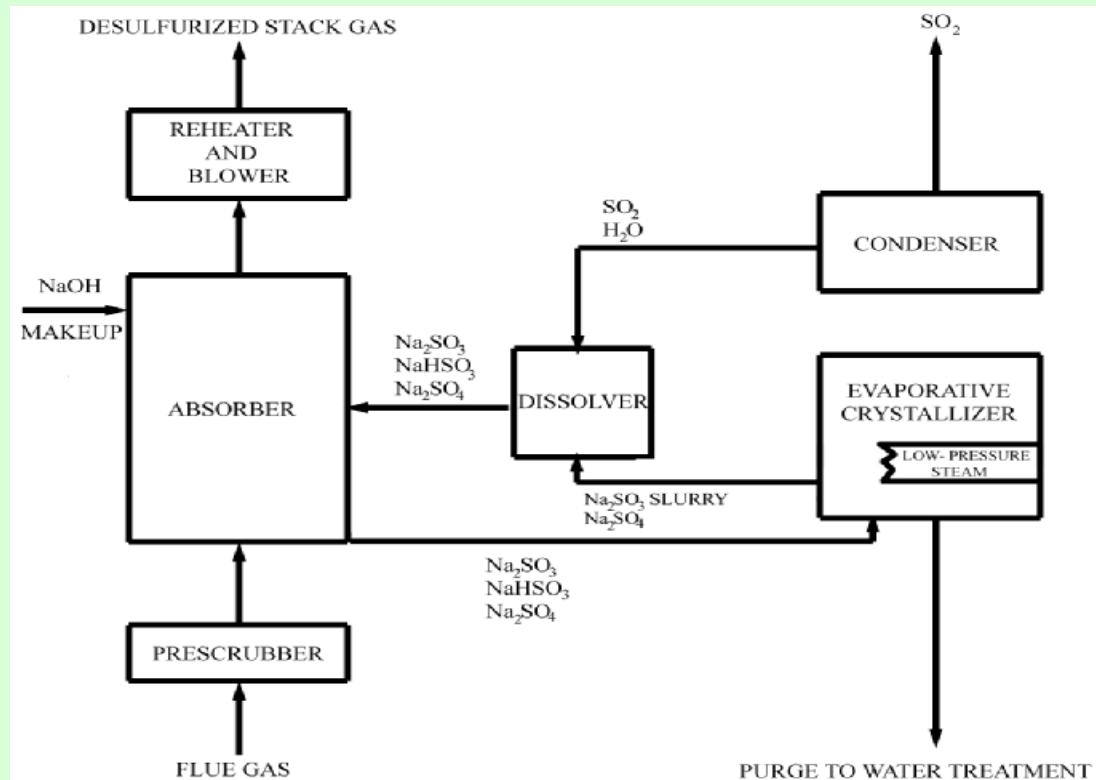 DESULFURIZED STACK GAS
SO₂
REHEATER
AND
BLOWER
SO₂
H₂O
CONDENSER
NaOH
MAKEUP
Na₂SO₃
NaHSO₃
Na₂SO₄
ABSORBER
DISSOLVER
EVAPORATIVE
CRYSTALLIZER
LOW- PRESSURE
STEAM
Na₂SO₃ SLURRY
Na₂SO₄
Na₂SO₃
NaHSO₃
Na₂SO₄
PRESCRUBBER
FLUE GAS
PURGE TO WATER TREATMENT